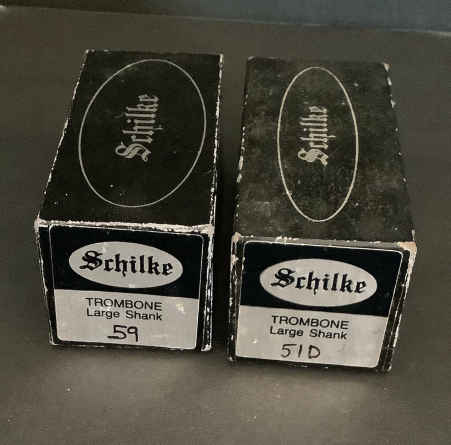 Schilke
Schilke
TROMBONE
Large Shank
59
Schilke
Schilke
TROMBONE
Large Shank
51D